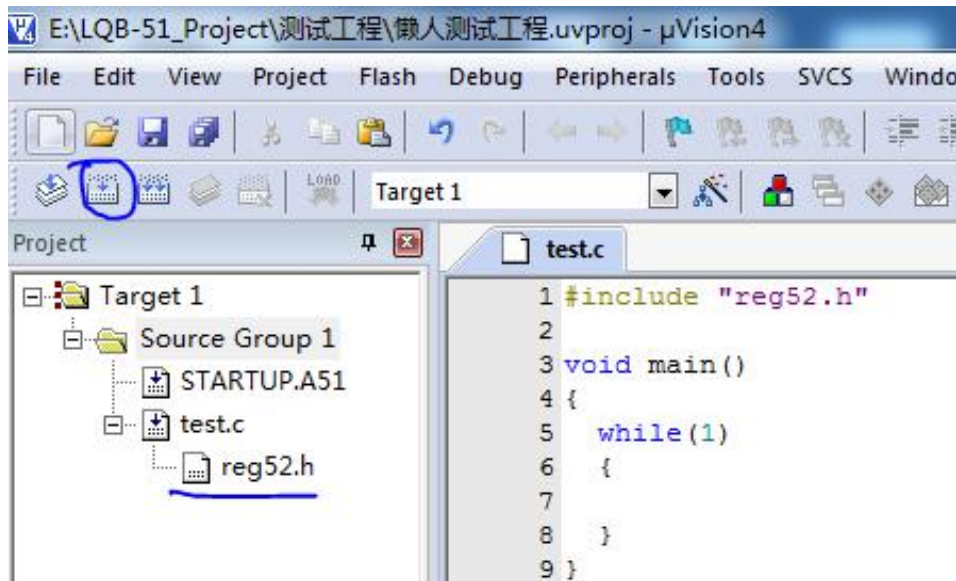 E:\LQB-51_Project\测试工程\懒人测试工程.uvproj - µVision4
File Edit View Project Flash Debug Peripherals Tools SVCS Windo
LOAD
Target 1
Project
test.c
Target 1
Source Group 1
STARTUP.A51
test.c
reg52.h
1 #include "reg52.h"
2
3 void main()
4 {
5 while(1)
6 {
7
8 }
9 }